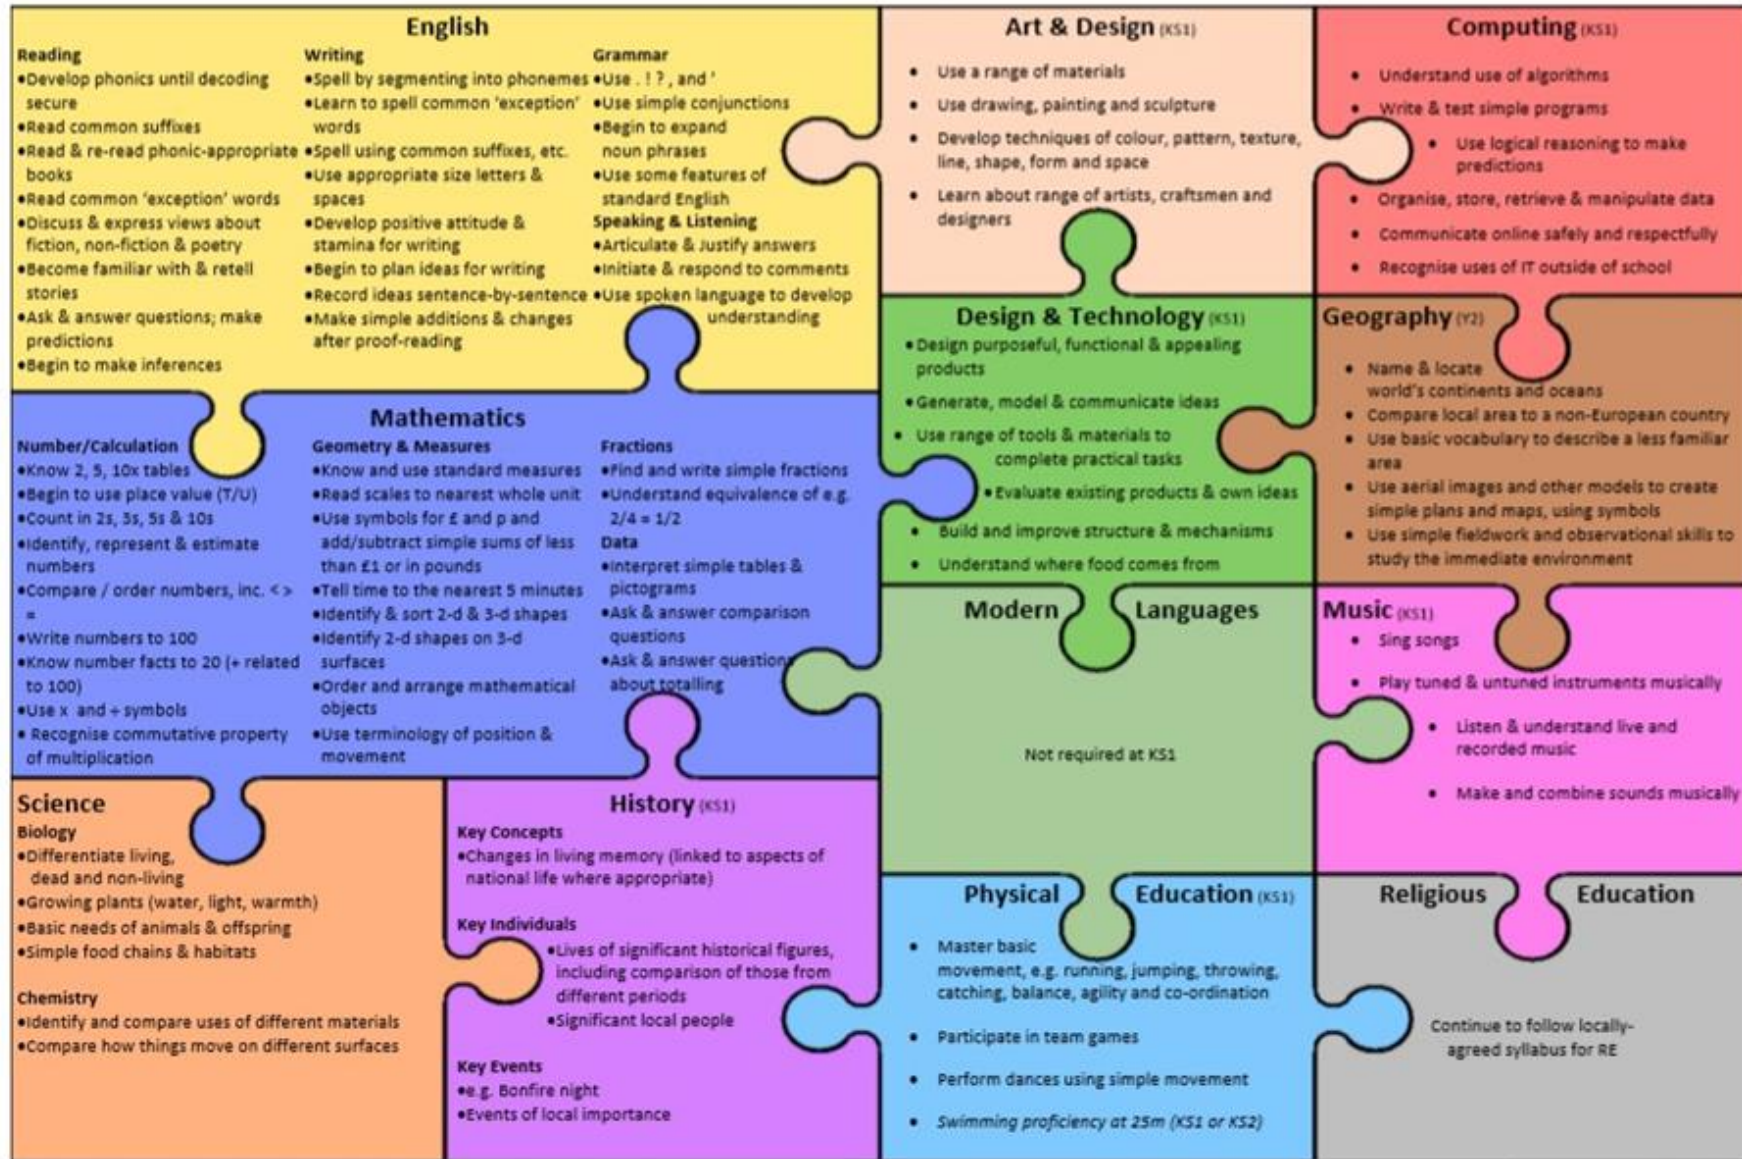 English
Reading
•Develop phonics until decoding
secure
•Read common suffixes
•Read & re-read phonic-appropriate
books
•Read common ‘exception’ words
•Discuss & express views about
fiction, non-fiction & poetry
•Become familiar with & retell
stories
•Ask & answer questions; make
predictions
•Begin to make inferences
Writing
•Spell by segmenting into phonemes
•Learn to spell common ‘exception’
words
•Spell using common suffixes, etc.
•Use appropriate size letters &
spaces
•Develop positive attitude &
stamina for writing
•Begin to plan ideas for writing
•Record ideas sentence-by-sentence
•Make simple additions & changes
after proof-reading
Grammar
•Use . ! ? , and '
•Use simple conjunctions
•Begin to expand
noun phrases
•Use some features of
standard English
Speaking & Listening
•Articulate & Justify answers
•Initiate & respond to comments
•Use spoken language to develop
understanding
Art & Design (KS1)
• Use a range of materials
• Use drawing, painting and sculpture
• Develop techniques of colour, pattern, texture,
line, shape, form and space
• Learn about range of artists, craftsmen and
designers
Computing (KS1)
• Understand use of algorithms
• Write & test simple programs
• Use logical reasoning to make
predictions
• Organise, store, retrieve & manipulate data
• Communicate online safely and respectfully
• Recognise uses of IT outside of school
Mathematics
Number/Calculation
•Know 2, 5, 10x tables
•Begin to use place value (T/U)
•Count in 2s, 3s, 5s & 10s
•Identify, represent & estimate
numbers
•Compare / order numbers, inc. < >
=
•Write numbers to 100
•Know number facts to 20 (+ related
to 100)
•Use x and ÷ symbols
• Recognise commutative property
of multiplication
Geometry & Measures
•Know and use standard measures
•Read scales to nearest whole unit
•Use symbols for £ and p and
add/subtract simple sums of less
than £1 or in pounds
•Tell time to the nearest 5 minutes
•Identify & sort 2-d & 3-d shapes
•Identify 2-d shapes on 3-d
surfaces
•Order and arrange mathematical
objects
•Use terminology of position &
movement
Fractions
•Find and write simple fractions
•Understand equivalence of e.g.
2/4 = 1/2
Data
•Interpret simple tables &
pictograms
•Ask & answer comparison
questions
•Ask & answer questions
about totalling
Design & Technology (KS1)
• Design purposeful, functional & appealing
products
• Generate, model & communicate ideas
• Use range of tools & materials to
complete practical tasks
• Evaluate existing products & own ideas
• Build and improve structure & mechanisms
• Understand where food comes from
Geography (Y2)
• Name & locate
world's continents and oceans
• Compare local area to a non-European country
• Use basic vocabulary to describe a less familiar
area
• Use aerial images and other models to create
simple plans and maps, using symbols
• Use simple fieldwork and observational skills to
study the immediate environment
Modern Languages
Not required at KS1
Music (KS1)
• Sing songs
• Play tuned & untuned instruments musically
• Listen & understand live and
recorded music
• Make and combine sounds musically
Science
Biology
•Differentiate living,
dead and non-living
•Growing plants (water, light, warmth)
•Basic needs of animals & offspring
•Simple food chains & habitats
Chemistry
•Identify and compare uses of different materials
•Compare how things move on different surfaces
History (KS1)
Key Concepts
•Changes in living memory (linked to aspects of
national life where appropriate)
Key Individuals
•Lives of significant historical figures,
including comparison of those from
different periods
•Significant local people
Key Events
•e.g. Bonfire night
•Events of local importance
Physical Education (KS1)
• Master basic
movement, e.g. running, jumping, throwing,
catching, balance, agility and co-ordination
• Participate in team games
• Perform dances using simple movement
• Swimming proficiency at 25m (KS1 or KS2)
Religious Education
Continue to follow locally-
agreed syllabus for RE